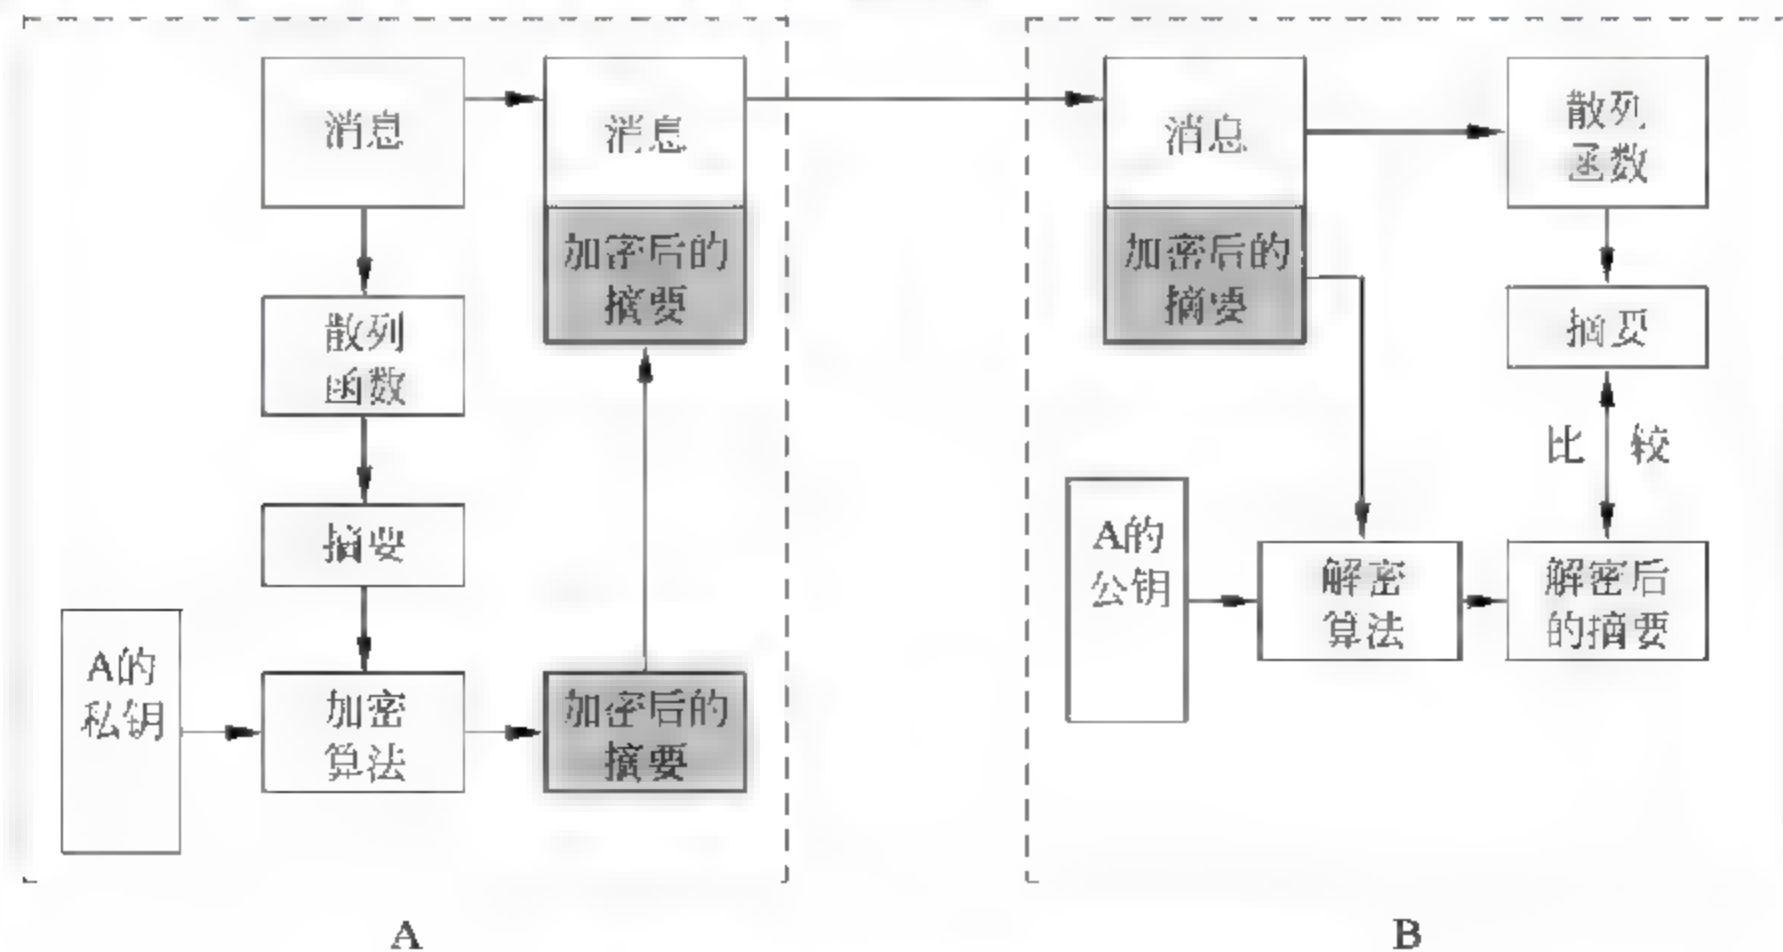 消息
消息
加密后的
摘要
散列
函数
摘要
A的
私钥
加密
算法
加密后的
摘要
A
消息
加密后的
摘要
散列
函数
摘要
比 较
A的
公钥
解密
算法
解密后
的摘要
B